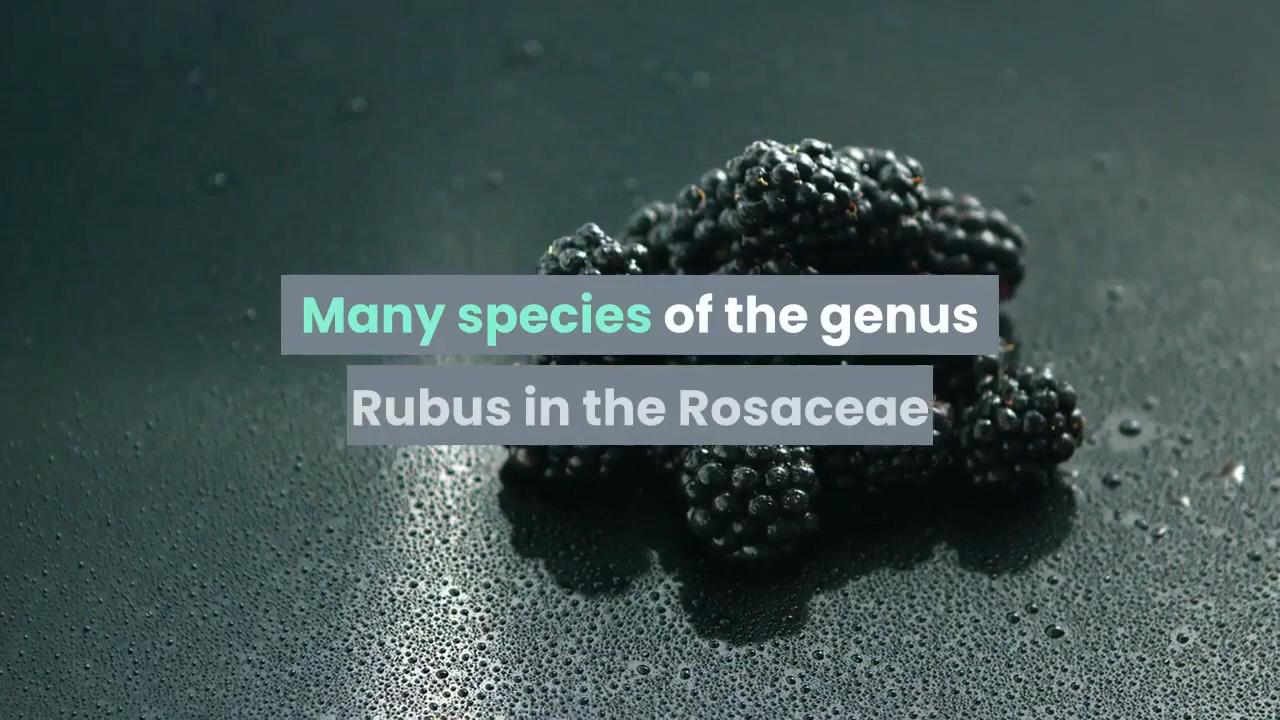 Many species of the genus
Rubus in the Rosaceae